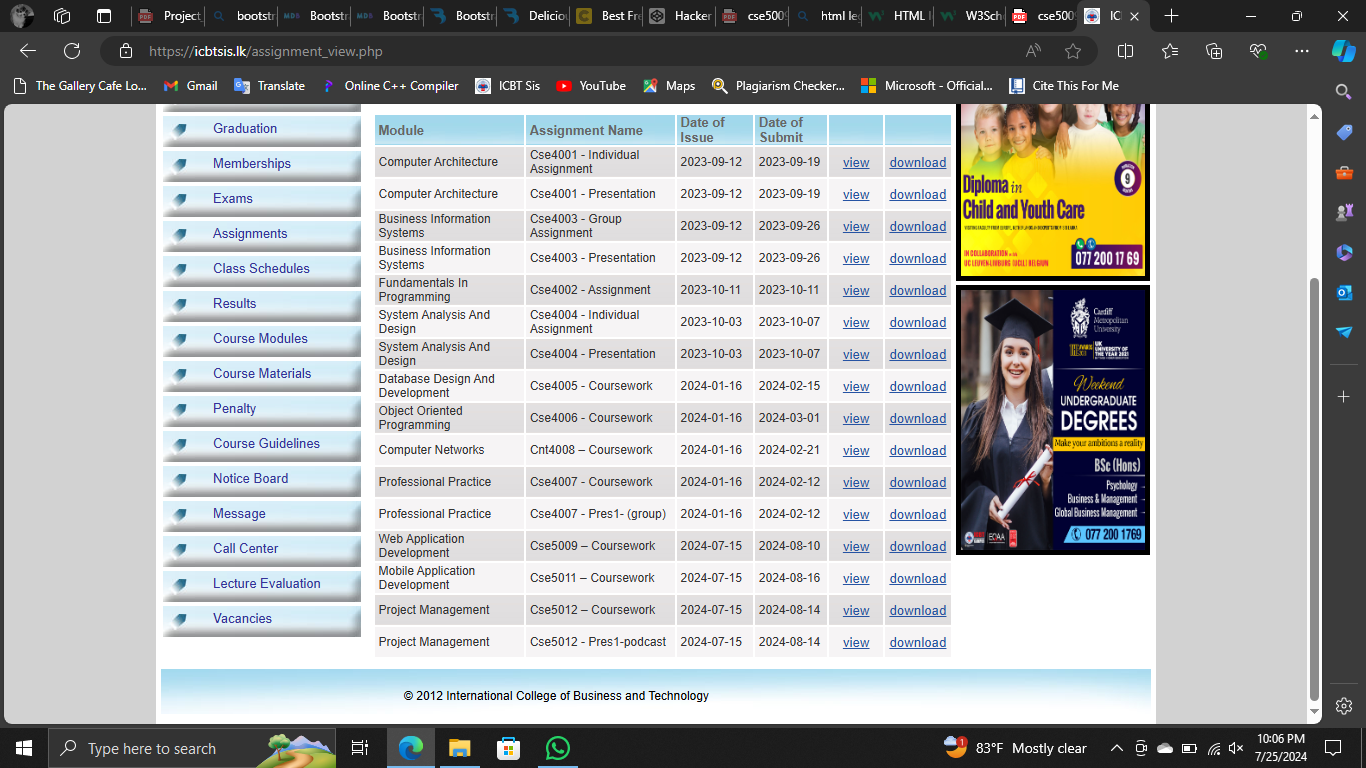 Project
bootstr
Bootstr
Bootstr
Bootstr
Delicio
Best Fre
Hacker
cse5009
html le
HTML
W3Sch
cse5009
IC
https://icbtsis.lk/assignment_view.php
The Gallery Cafe Lo...
Gmail
Translate
Online C++ Compiler
ICBT Sis
YouTube
Maps
Plagiarism Checker...
Microsoft - Official...
Cite This For Me
Graduation
Memberships
Exams
Assignments
Class Schedules
Results
Course Modules
Course Materials
Penalty
Course Guidelines
Notice Board
Message
Call Center
Lecture Evaluation
Vacancies
Module Assignment Name Date of Issue Date of Submit
Computer Architecture Cse4001 - Individual Assignment 2023-09-12 2023-09-19 view download
Computer Architecture Cse4001 - Presentation 2023-09-12 2023-09-19 view download
Business Information Systems Cse4003 - Group Assignment 2023-09-12 2023-09-26 view download
Business Information Systems Cse4003 - Presentation 2023-09-12 2023-09-26 view download
Fundamentals In Programming Cse4002 - Assignment 2023-10-11 2023-10-11 view download
System Analysis And Design Cse4004 - Individual Assignment 2023-10-03 2023-10-07 view download
System Analysis And Design Cse4004 - Presentation 2023-10-03 2023-10-07 view download
Database Design And Development Cse4005 - Coursework 2024-01-16 2024-02-15 view download
Object Oriented Programming Cse4006 - Coursework 2024-01-16 2024-03-01 view download
Computer Networks Cnt4008 – Coursework 2024-01-16 2024-02-21 view download
Professional Practice Cse4007 - Coursework 2024-01-16 2024-02-12 view download
Professional Practice Cse4007 - Pres1- (group) 2024-01-16 2024-02-12 view download
Web Application Development Cse5009 – Coursework 2024-07-15 2024-08-10 view download
Mobile Application Development Cse5011 – Coursework 2024-07-15 2024-08-16 view download
Project Management Cse5012 – Coursework 2024-07-15 2024-08-14 view download
Project Management Cse5012 - Pres1-podcast 2024-07-15 2024-08-14 view download
Diploma in
9
Child and Youth Care
IN COLLABORATION
UC LEUVEN-LIMBURG (UCLL) BELGIUM
077 200 17 69
Cardiff
Metropolitan
University
UK
UNIVERSITY OF
THE YEAR 2021
Weekend
UNDERGRADUATE
DEGREES
Make your ambitions a reality
BSc (Hons)
Psychology
Business & Management
Global Business Management
077 200 1769
© 2012 International College of Business and Technology
Type here to search
1
83°F Mostly clear
10:06 PM
7/25/2024